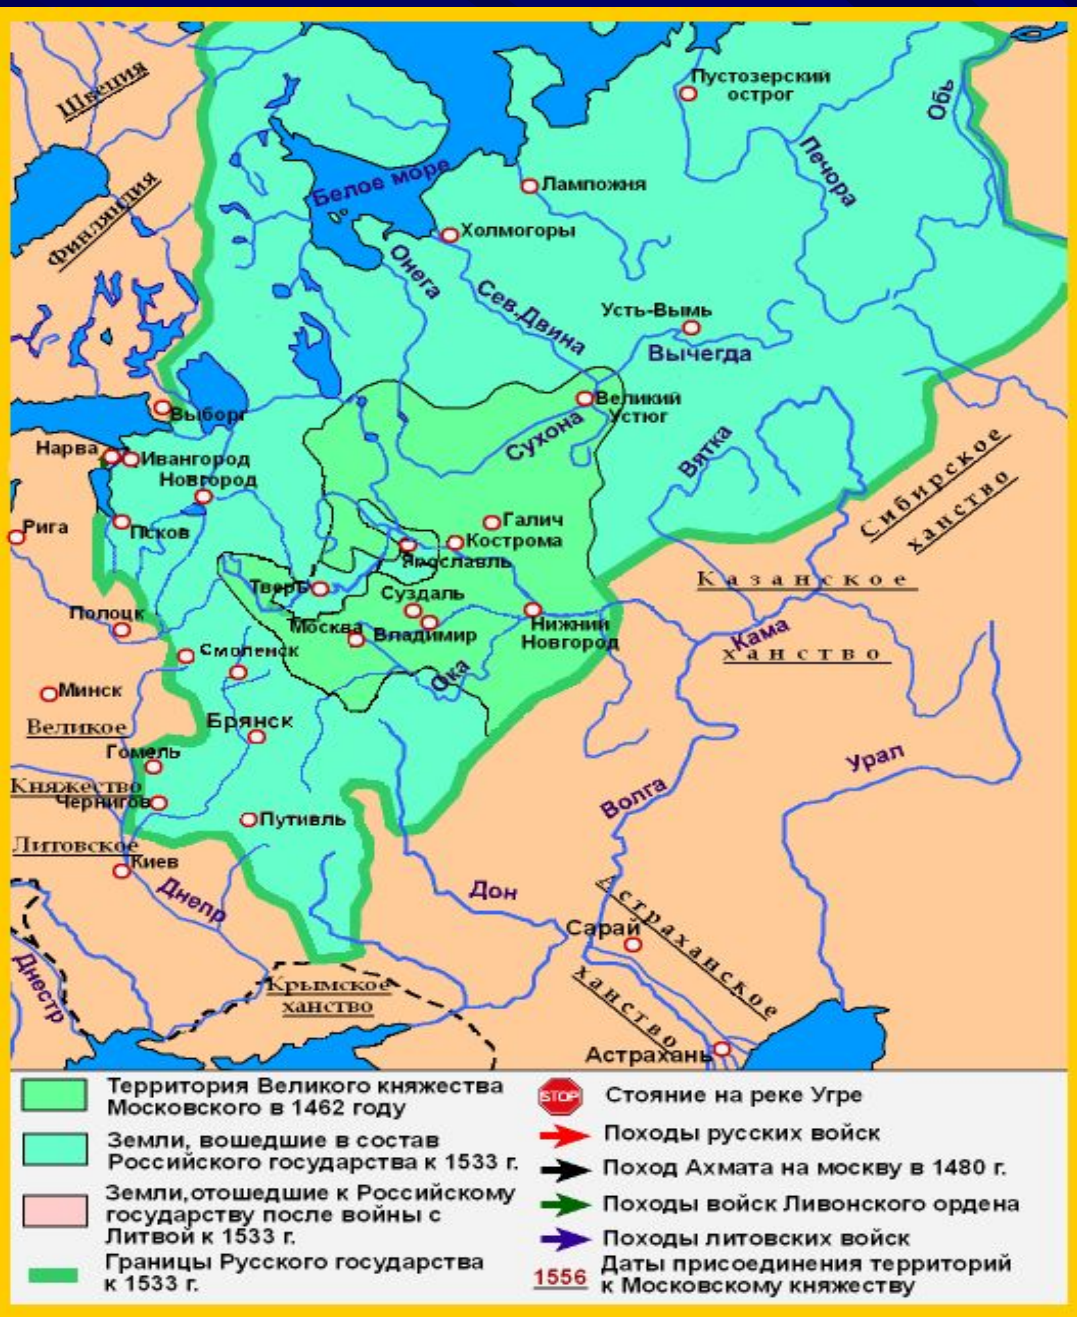 Швеция
Пустозерский
острог
Обь
Печора
Белое море
Лампожня
Финляндия
Холмогоры
Онега
Сев.Двина
Усть-Вымь
Вычегда
Великий
Устюг
Выборг
Сухона
Вятка
Нарва
Ивангород
Новгород
Сибирское
ханство
Рига
Псков
Галич
Кострома
Ярославль
Казанское
ханство
Тверь
Суздаль
Полоцк
Москва
Владимир
Нижний
Новгород
Кама
Смоленск
Ока
Минск
Великое
Брянск
Гомель
Урал
Княжество
Чернигов
Волга
Путивль
Литовское
Киев
Днепр
Дон
Астраханское
ханство
Сарай
Днестр
Крымское
ханство
Астрахань
Территория Великого княжества
Московского в 1462 году
Земли, вошедшие в состав
Российского государства к 1533 г.
Земли,отошедшие к Российскому
государству после войны с
Литвой к 1533 г.
Границы Русского государства
к 1533 г.
STOP Стояние на реке Угре
Походы русских войск
Поход Ахмата на москву в 1480 г.
Походы войск Ливонского ордена
Походы литовских войск
1556 Даты присоединения территорий
к Московскому княжеству